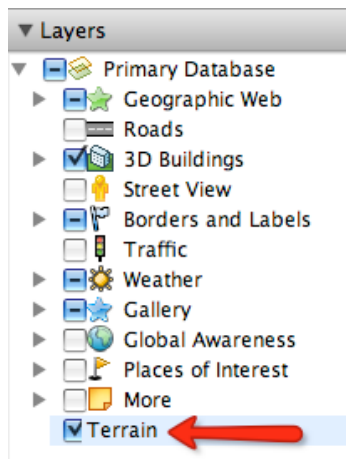 Layers
Primary Database
Geographic Web
Roads
3D Buildings
Street View
Borders and Labels
Traffic
Weather
Gallery
Global Awareness
Places of Interest
More
Terrain